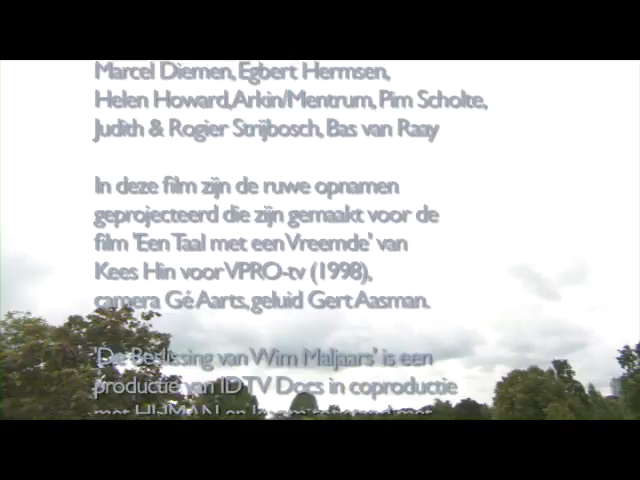 Marcel Diemen, Egbert Hermsen,
Helen Howard, Arkin/Mentrum, Pim Scholte,
Judith & Rogier Strijbosch, Bas van Raay
In deze film zijn de ruwe opnamen
geprojecteerd die zijn gemaakt voor de
film 'Een Taal met een Vreemde' van
Kees Hin voor VPRO-tv (1998),
camera Gé Aarts, geluid Gert Aasman.
'De Beslissing van Wim Maljaars' is een
productie van IDTV Docs in coproductie
met HUMAN en